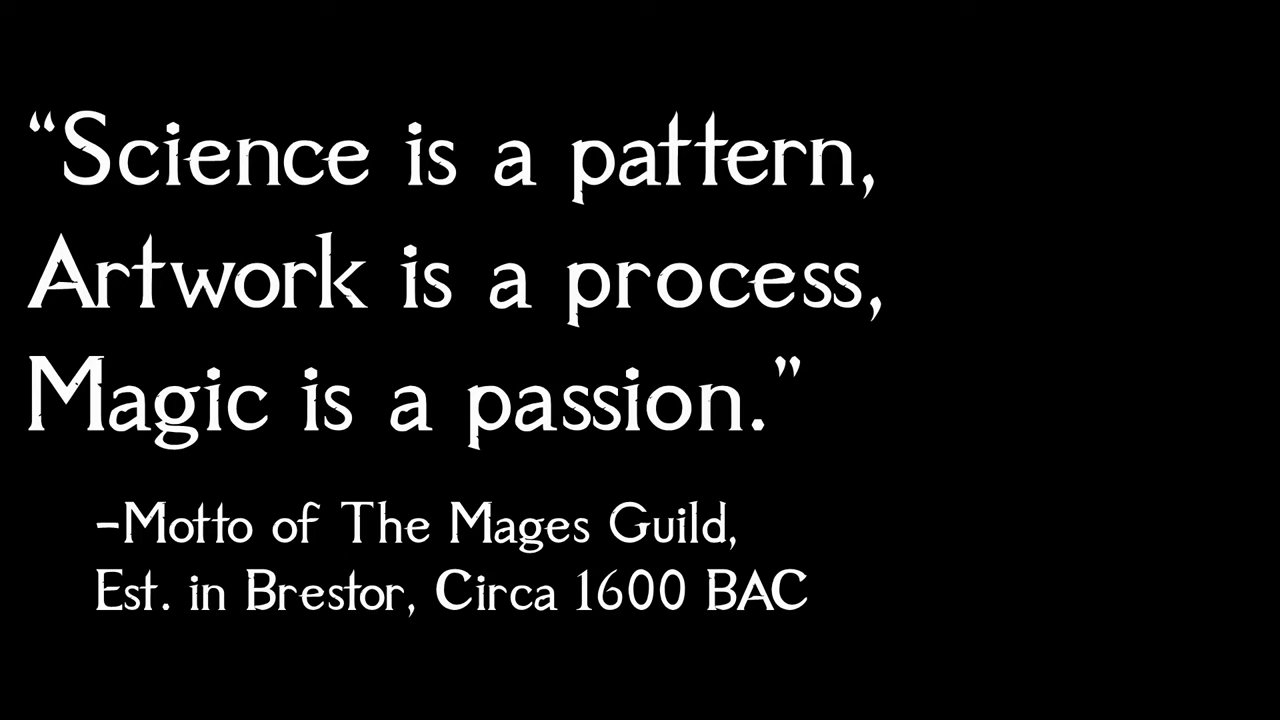 “Science is a pattern,
Artwork is a process,
Magic is a passion.”
–Motto of The Mages Guild,
Est. in Brestor, Circa 1600 BAC